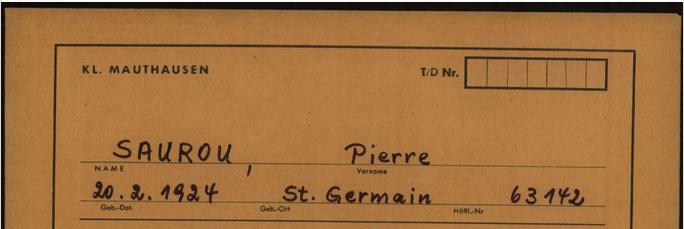 KL. MAUTHAUSEN T/D Nr.
SAUROU, Pierre
NAME Vorname
20.2.1924 St. Germain 63142
Geb.-Dat. Geb.-Ort Häftl.-Nr